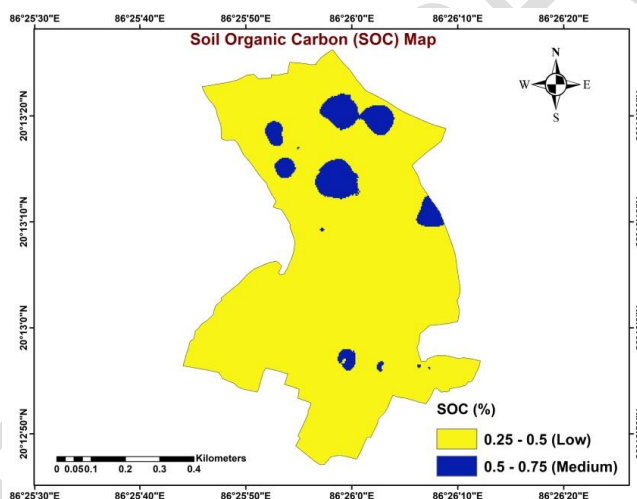 86°25'30"E 86°25'40"E 86°25'50"E 86°26'0"E 86°26'10"E 86°26'20"E
Soil Organic Carbon (SOC) Map
N
W E
S
20°13'20"N
20°13'10"N
20°13'0"N
20°12'50"N
SOC (%)
0.25 - 0.5 (Low)
0.5 - 0.75 (Medium)
Kilometers
0 0.050.1 0.2 0.3 0.4
86°25'30"E 86°25'40"E 86°25'50"E 86°26'0"E 86°26'10"E 86°26'20"E